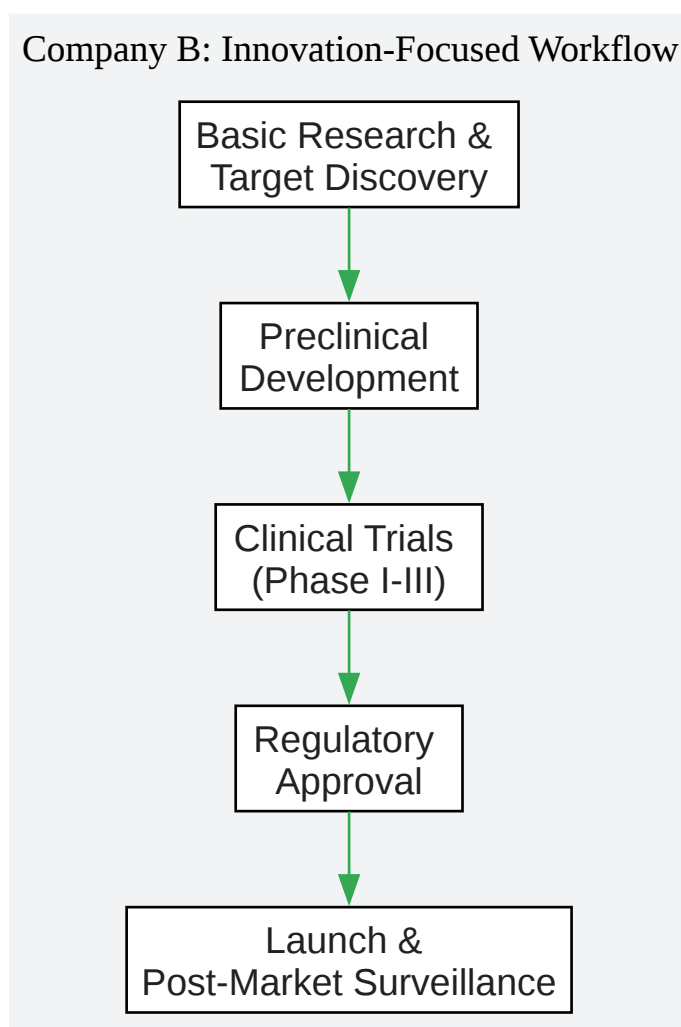 Company B: Innovation-Focused Workflow
Basic Research &
Target Discovery
Preclinical
Development
Clinical Trials
(Phase I-III)
Regulatory
Approval
Launch &
Post-Market Surveillance